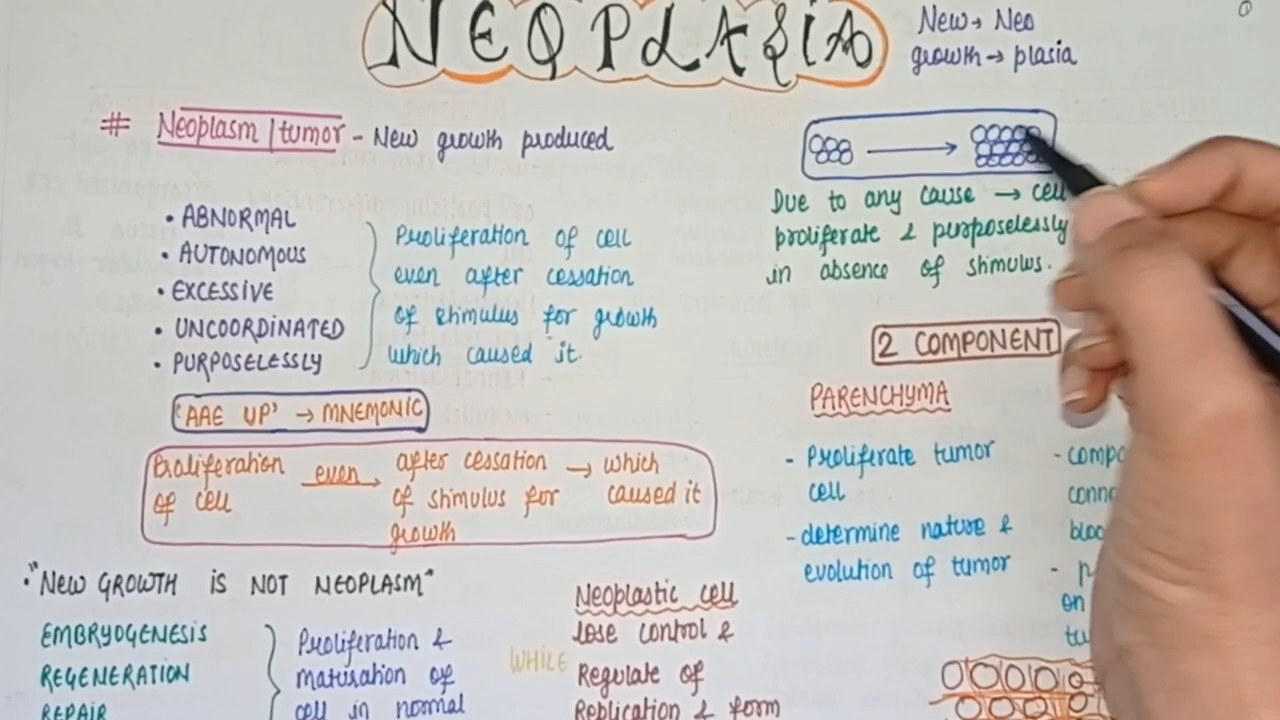 NEOPLASIA
New → Neo
growth → plasia
# Neoplasm / tumor - New growth produced
• ABNORMAL
• AUTONOMOUS
• EXCESSIVE
• UNCOORDINATED
• PURPOSELESSLY
Proliferation of cell
even after cessation
of stimulus for growth
which caused it.
'AAE UP' → MNEMONIC
Proliferation even after cessation → which
of cell of stimulus for caused it
growth
Due to any cause → cell
proliferate & purposelessly
in absence of stimulus.
2 COMPONENT
PARENCHYMA
- Proliferate tumor
cell
- determine nature &
evolution of tumor
-
on
• "NEW GROWTH IS NOT NEOPLASM"
EMBRYOGENESIS
REGENERATION
REPAIR
Proliferation &
maturation of
cell in normal
WHILE
Neoplastic cell
lose control &
Regulate of
Replication & form